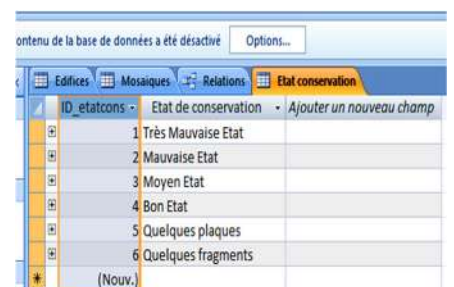 ontenu de la base de données a été désactivé Options...
Edifices Mosaiques Relations Etat conservation
ID_etatcons Etat de conservation Ajouter un nouveau champ
1 Très Mauvaise Etat
2 Mauvaise Etat
3 Moyen Etat
4 Bon Etat
5 Quelques plaques
6 Quelques fragments
(Nouv.)